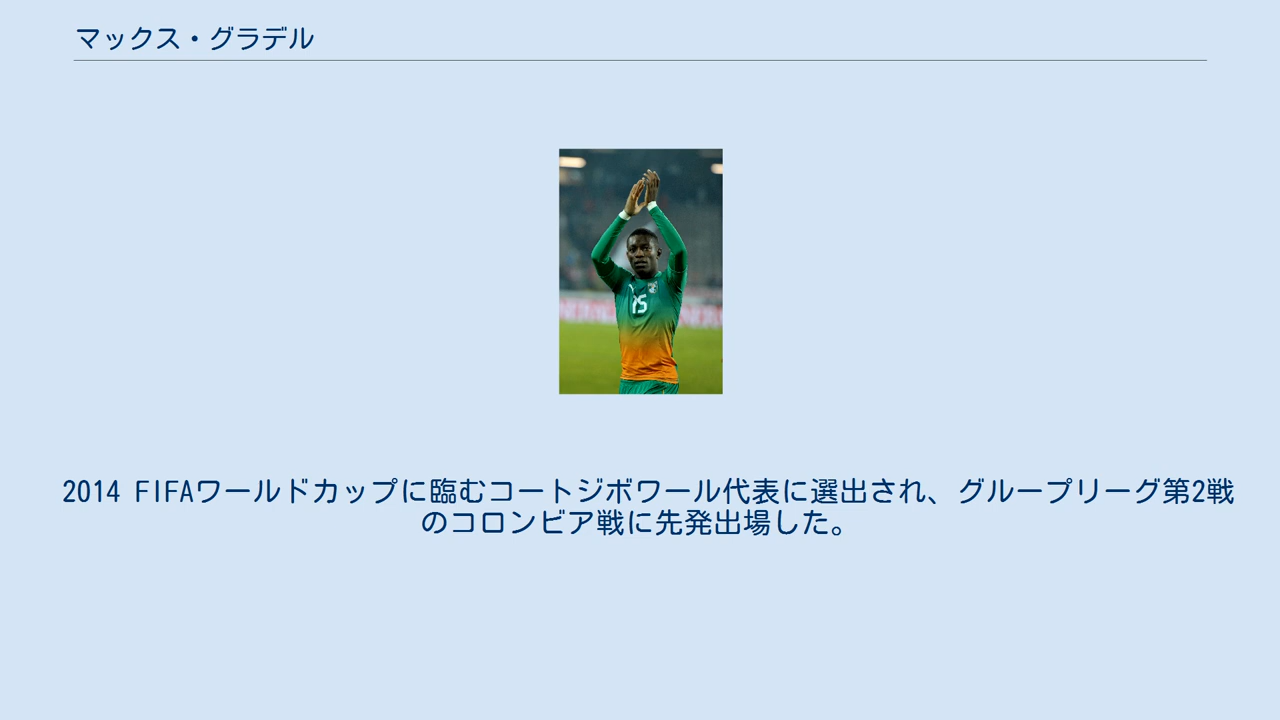 マックス・グラデル
15
2014 FIFAワールドカップに臨むコートジボワール代表に選出され、グループリーグ第2戦
のコロンビア戦に先発出場した。